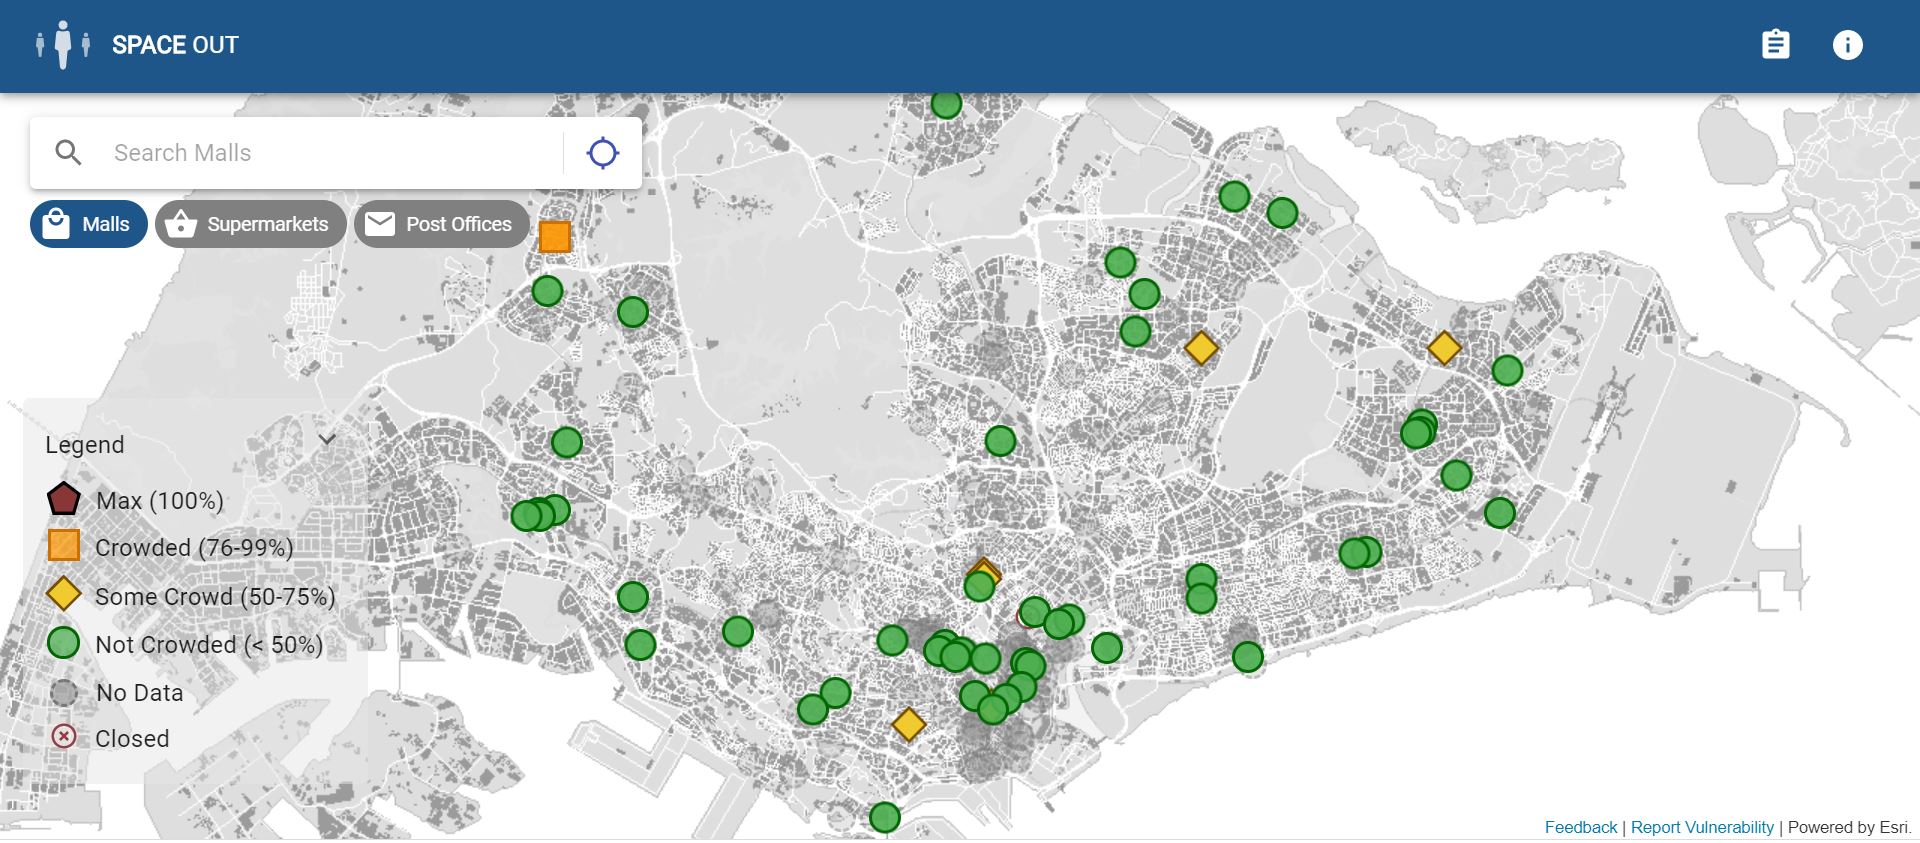 SPACE OUT
Search Malls
Malls
Supermarkets
Post Offices
Legend
Max (100%)
Crowded (76-99%)
Some Crowd (50-75%)
Not Crowded (< 50%)
No Data
Closed
Feedback | Report Vulnerability | Powered by Esri.